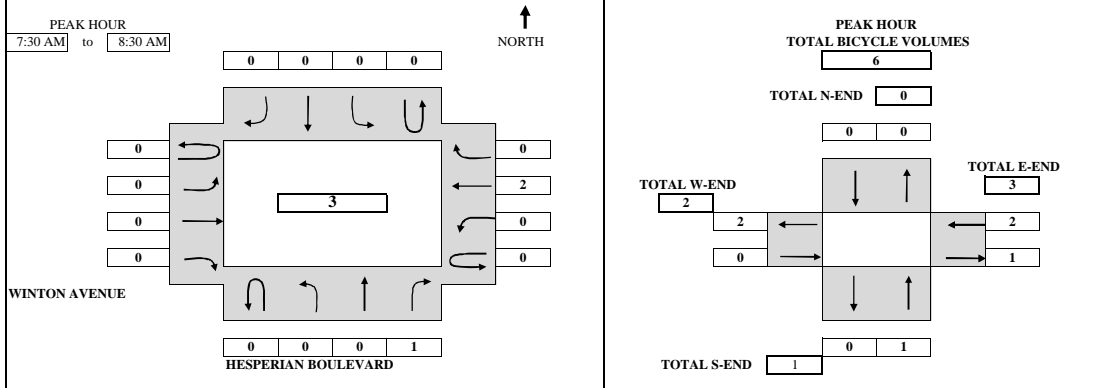 PEAK HOUR
7:30 AM to 8:30 AM
NORTH
0 0 0 0
0 0
0 2
3
0 0
0 0
WINTON AVENUE
0 0 0 1
HESPERIAN BOULEVARD
PEAK HOUR
TOTAL BICYCLE VOLUMES
6
TOTAL N-END 0
0 0
TOTAL E-END
3
TOTAL W-END
2
2 2
0 1
0 1
TOTAL S-END 1